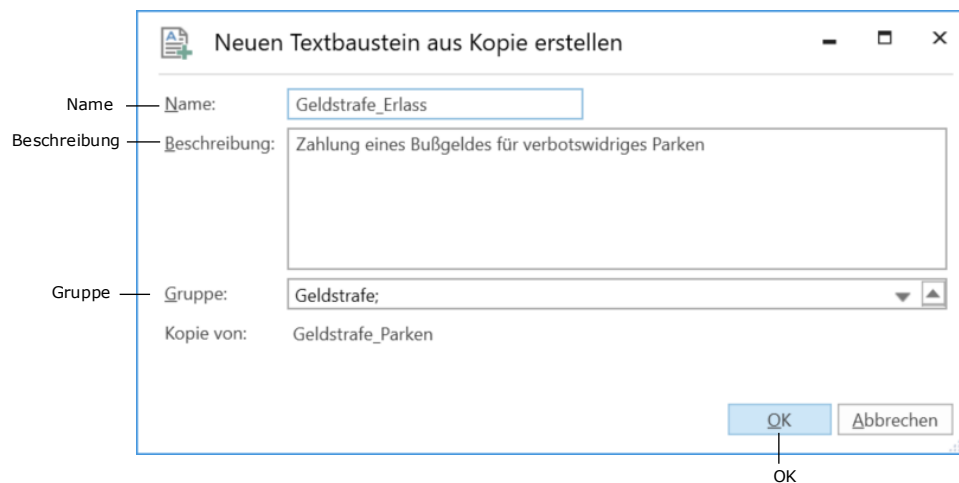 Neuen Textbaustein aus Kopie erstellen
Name Name: Geldstrafe_Erlass
Beschreibung Beschreibung: Zahlung eines Bußgeldes für verbotswidriges Parken
Gruppe Gruppe: Geldstrafe;
Kopie von: Geldstrafe_Parken
OK Abbrechen
OK